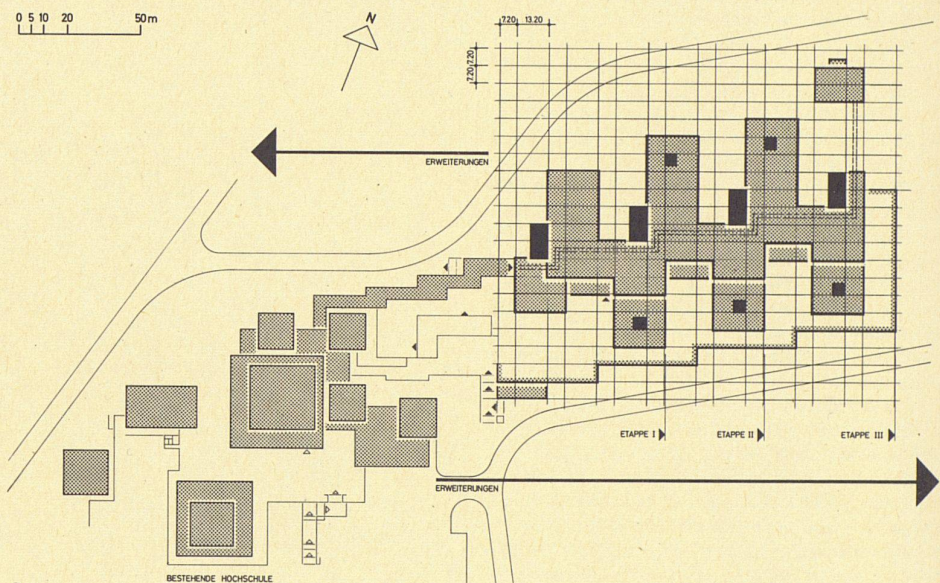 0 5 10 20 50m
N
7.20 13.20
7.20
7.20
ERWEITERUNGEN
ETAPPE I
ETAPPE II
ETAPPE III
ERWEITERUNGEN
BESTEHENDE HOCHSCHULE